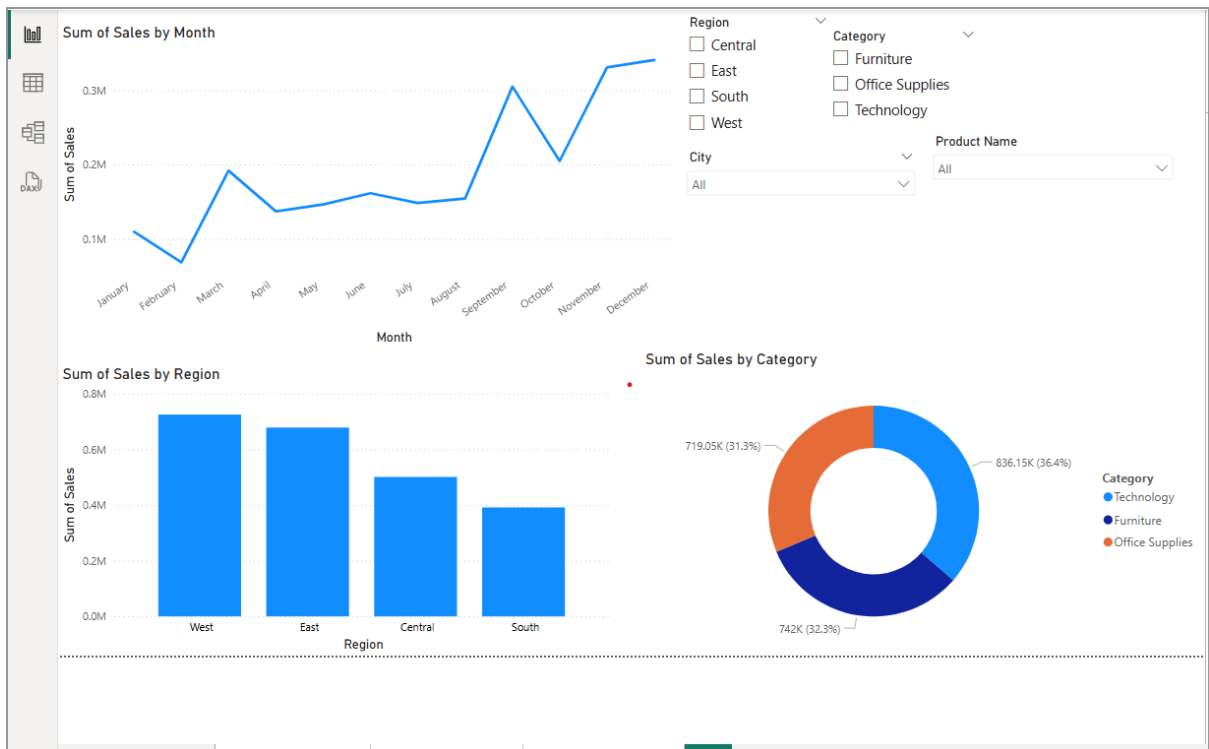 Sum of Sales by Month
Sum of Sales
0.3M
0.2M
0.1M
January
February
March
April
May
June
July
August
September
October
November
December
Month
Region
Central
East
South
West
Category
Furniture
Office Supplies
Technology
City
All
Product Name
All
DAX
Sum of Sales by Region
Sum of Sales
0.8M
0.6M
0.4M
0.2M
0.0M
West
East
Central
South
Region
Sum of Sales by Category
719.05K (31.3%)
836.15K (36.4%)
742K (32.3%)
Category
Technology
Furniture
Office Supplies